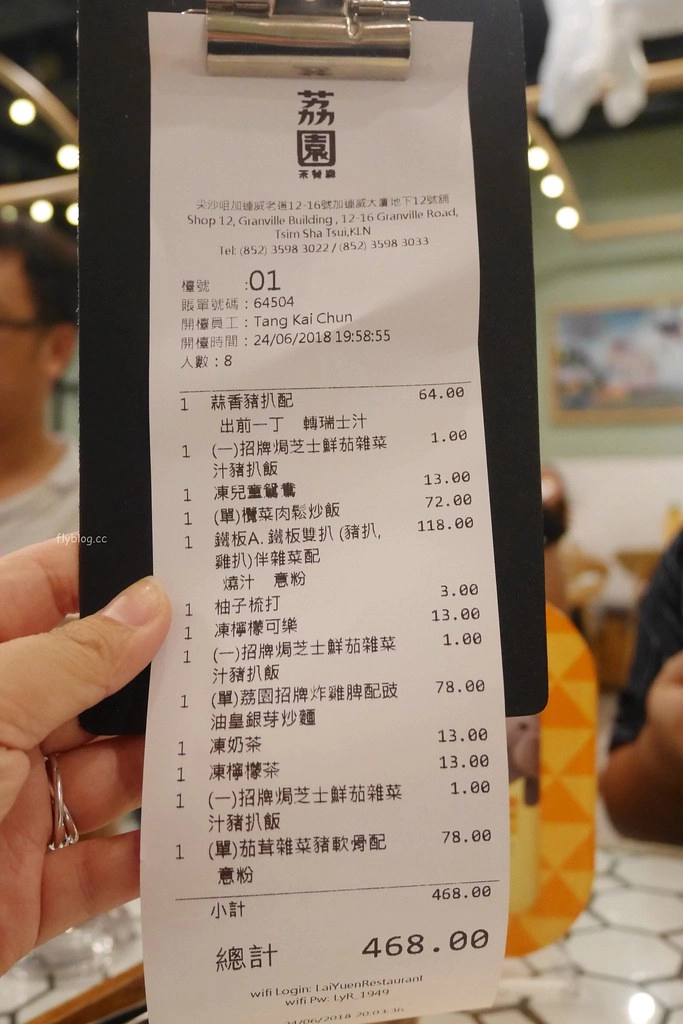 荔
園
茶餐廳
尖沙咀加連威老道12-16號加連威大廈地下12號舖
Shop 12, Granville Building , 12-16 Granville Road,
Tsim Sha Tsui,KLN
Tel: (852) 3598 3022 / (852) 3598 3033
檯號 :01
賬單號碼 : 64504
開檯員工 : Tang Kai Chun
開檯時間 : 24/06/2018 19:58:55
人數 : 8
1 蒜香豬扒配 64.00
出前一丁 轉瑞士汁
1 (一)招牌焗芝士鮮茄雜菜 1.00
汁豬扒飯
1 凍兒童鴛鴦 13.00
1 (單)欖菜肉鬆炒飯 72.00
1 鐵板A. 鐵板雙扒 (豬扒, 118.00
雞扒)伴雜菜配
燒汁 意粉
1 柚子梳打 3.00
1 凍檸檬可樂 13.00
1 (一)招牌焗芝士鮮茄雜菜 1.00
汁豬扒飯
1 (單)荔園招牌炸雞脾配豉 78.00
油皇銀芽炒麵
1 凍奶茶 13.00
1 凍檸檬茶 13.00
1 (一)招牌焗芝士鮮茄雜菜 1.00
汁豬扒飯
1 (單)茄茸雜菜豬軟骨配 78.00
意粉
小計 468.00
總計 468.00
wifi Login: LaiYuenRestaurant
wifi Pw: LyR_1949
24/06/2018 20:03:36
flyblog.cc